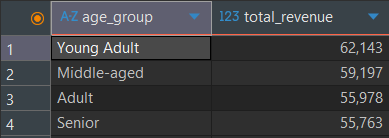 A-Z age_group 123 total_revenue
1 Young Adult 62,143
2 Middle-aged 59,197
3 Adult 55,978
4 Senior 55,763